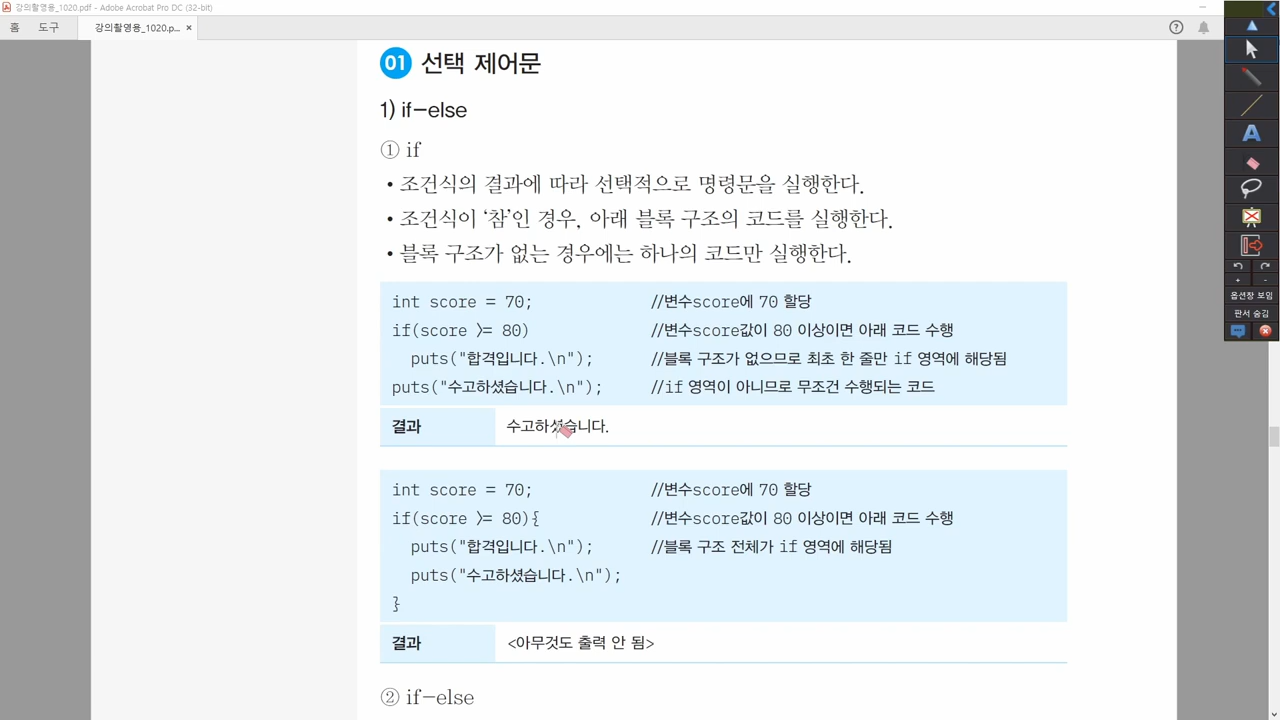 강의촬영용_1020.pdf - Adobe Acrobat Pro DC (32-bit)
홈 도구 강의촬영용_1020.p... ×
01 선택 제어문
1) if-else
① if
• 조건식의 결과에 따라 선택적으로 명령문을 실행한다.
• 조건식이 ‘참’인 경우, 아래 블록 구조의 코드를 실행한다.
• 블록 구조가 없는 경우에는 하나의 코드만 실행한다.
int score = 70; //변수score에 70 할당
if(score >= 80) //변수score값이 80 이상이면 아래 코드 수행
puts("합격입니다.\n"); //블록 구조가 없으므로 최초 한 줄만 if 영역에 해당됨
puts("수고하셨습니다.\n"); //if 영역이 아니므로 무조건 수행되는 코드
결과 수고하셨습니다.
int score = 70; //변수score에 70 할당
if(score >= 80){ //변수score값이 80 이상이면 아래 코드 수행
puts("합격입니다.\n"); //블록 구조 전체가 if 영역에 해당됨
puts("수고하셨습니다.\n");
}
결과 <아무것도 출력 안 됨>
② if-else
A
+ -
옵션장 보임
판서 숨김